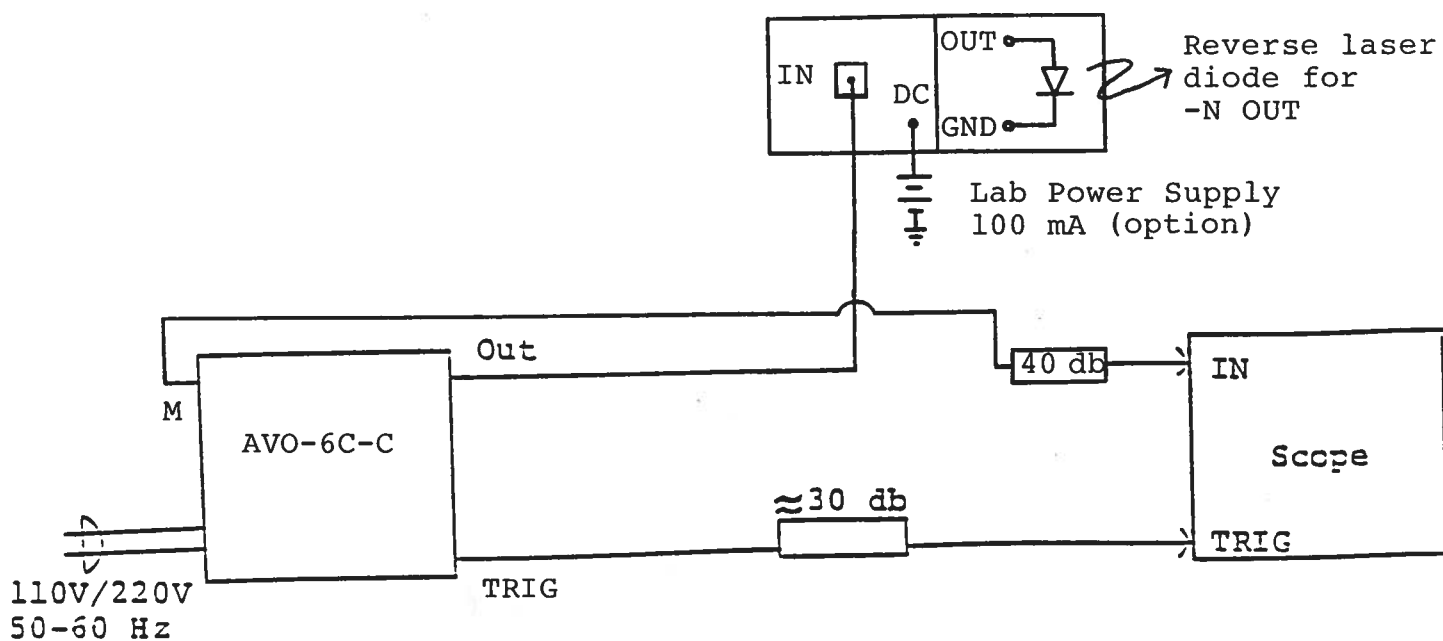 OUT
Reverse laser
diode for
-N OUT
IN
DC
GND
Lab Power Supply
100 mA (option)
Out
40 db
IN
M
AVO-6C-C
Scope
≈30 db
TRIG
TRIG
110V/220V
50-60 Hz